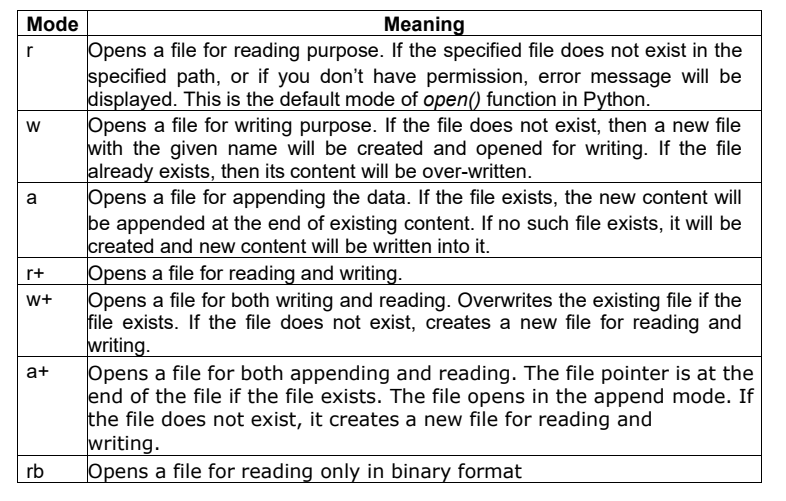 Mode Meaning
r Opens a file for reading purpose. If the specified file does not exist in the
specified path, or if you don’t have permission, error message will be
displayed. This is the default mode of open() function in Python.
w Opens a file for writing purpose. If the file does not exist, then a new file
with the given name will be created and opened for writing. If the file
already exists, then its content will be over-written.
a Opens a file for appending the data. If the file exists, the new content will
be appended at the end of existing content. If no such file exists, it will be
created and new content will be written into it.
r+ Opens a file for reading and writing.
w+ Opens a file for both writing and reading. Overwrites the existing file if the
file exists. If the file does not exist, creates a new file for reading and
writing.
a+ Opens a file for both appending and reading. The file pointer is at the
end of the file if the file exists. The file opens in the append mode. If
the file does not exist, it creates a new file for reading and
writing.
rb Opens a file for reading only in binary format